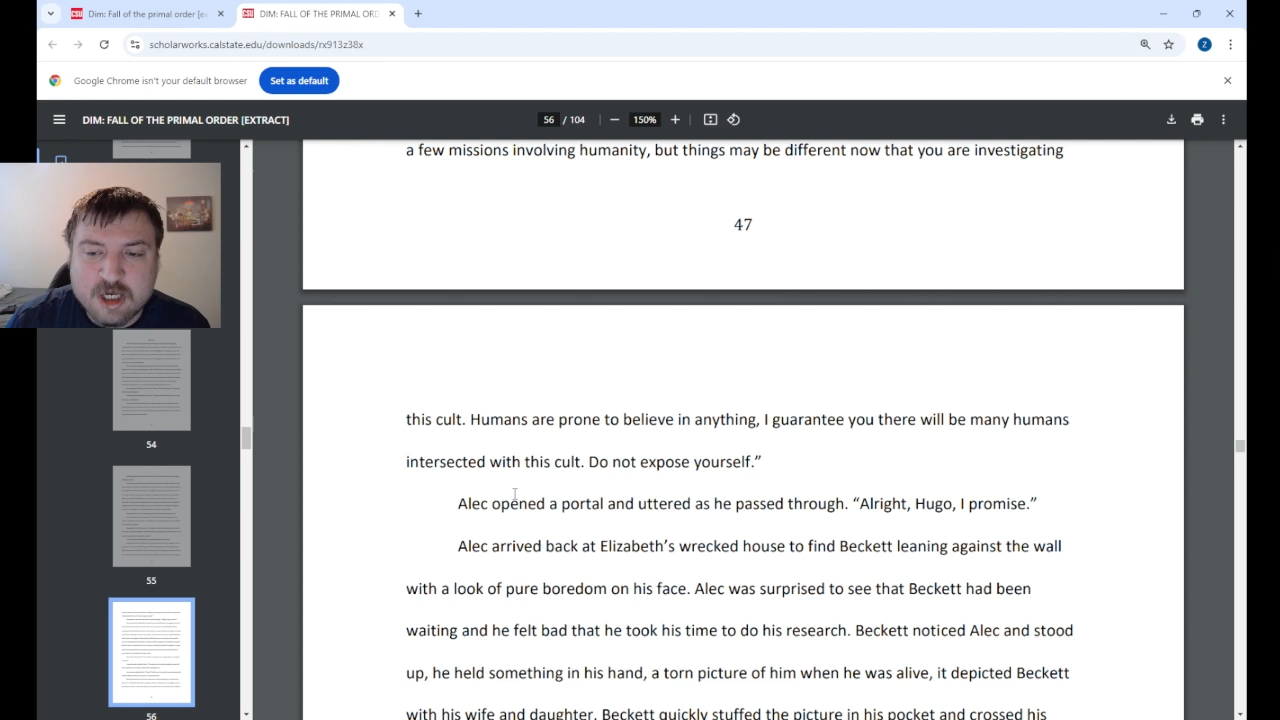 DIM: Fall of the primal order [ex
DIM: FALL OF THE PRIMAL ORD
scholarworks.calstate.edu/downloads/rx913z38x
Z
Google Chrome isn't your default browser
Set as default
DIM: FALL OF THE PRIMAL ORDER [EXTRACT]
56 / 104
150%
a few missions involving humanity, but things may be different now that you are investigating
47
this cult. Humans are prone to believe in anything, I guarantee you there will be many humans
intersected with this cult. Do not expose yourself.”
Alec opened a portal and uttered as he passed through. “Alright, Hugo, I promise.”
Alec arrived back at Elizabeth’s wrecked house to find Beckett leaning against the wall
with a look of pure boredom on his face. Alec was surprised to see that Beckett had been
waiting and he felt bad that he took his time to do his research. Beckett noticed Alec and stood
up, he held something in his hand, a torn picture of him when he was alive, it depicted Beckett
with his wife and daughter. Beckett quickly stuffed the picture in his pocket and crossed his
54
55
56